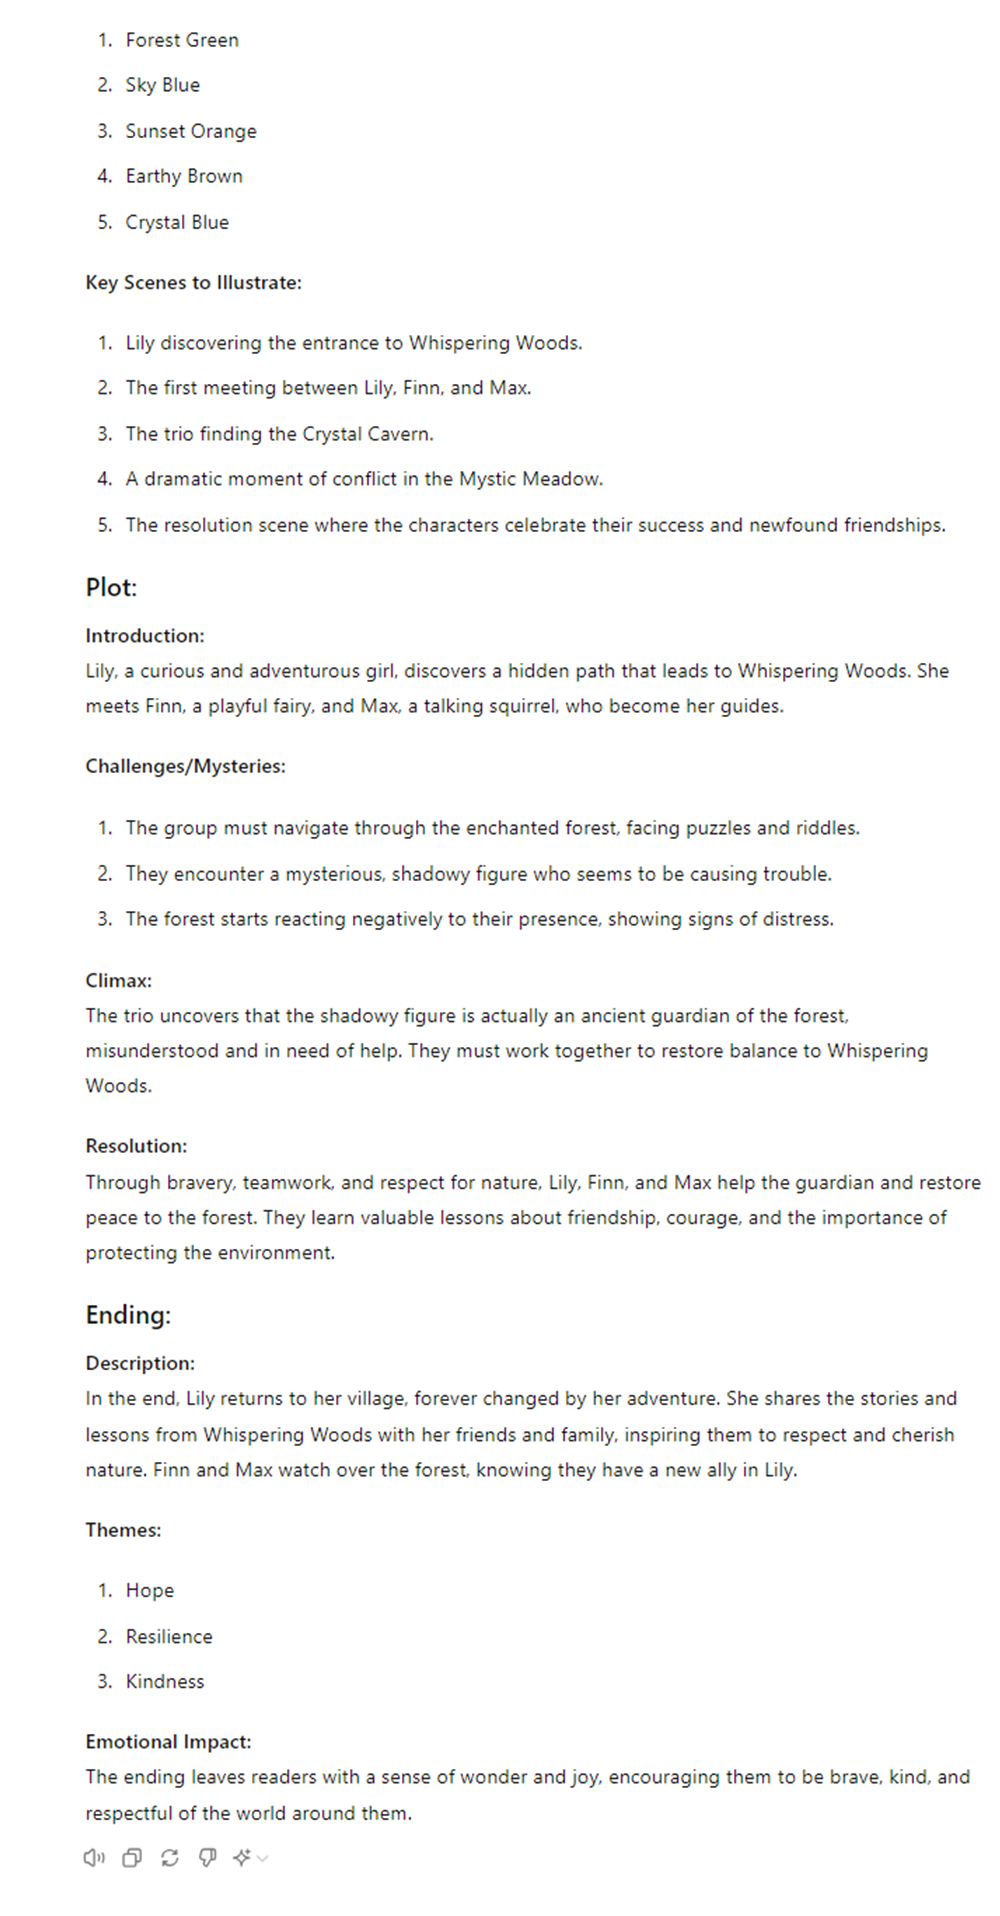 1. Forest Green
2. Sky Blue
3. Sunset Orange
4. Earthy Brown
5. Crystal Blue
Key Scenes to Illustrate:
1. Lily discovering the entrance to Whispering Woods.
2. The first meeting between Lily, Finn, and Max.
3. The trio finding the Crystal Cavern.
4. A dramatic moment of conflict in the Mystic Meadow.
5. The resolution scene where the characters celebrate their success and newfound friendships.
Plot:
Introduction:
Lily, a curious and adventurous girl, discovers a hidden path that leads to Whispering Woods. She
meets Finn, a playful fairy, and Max, a talking squirrel, who become her guides.
Challenges/Mysteries:
1. The group must navigate through the enchanted forest, facing puzzles and riddles.
2. They encounter a mysterious, shadowy figure who seems to be causing trouble.
3. The forest starts reacting negatively to their presence, showing signs of distress.
Climax:
The trio uncovers that the shadowy figure is actually an ancient guardian of the forest,
misunderstood and in need of help. They must work together to restore balance to Whispering
Woods.
Resolution:
Through bravery, teamwork, and respect for nature, Lily, Finn, and Max help the guardian and restore
peace to the forest. They learn valuable lessons about friendship, courage, and the importance of
protecting the environment.
Ending:
Description:
In the end, Lily returns to her village, forever changed by her adventure. She shares the stories and
lessons from Whispering Woods with her friends and family, inspiring them to respect and cherish
nature. Finn and Max watch over the forest, knowing they have a new ally in Lily.
Themes:
1. Hope
2. Resilience
3. Kindness
Emotional Impact:
The ending leaves readers with a sense of wonder and joy, encouraging them to be brave, kind, and
respectful of the world around them.